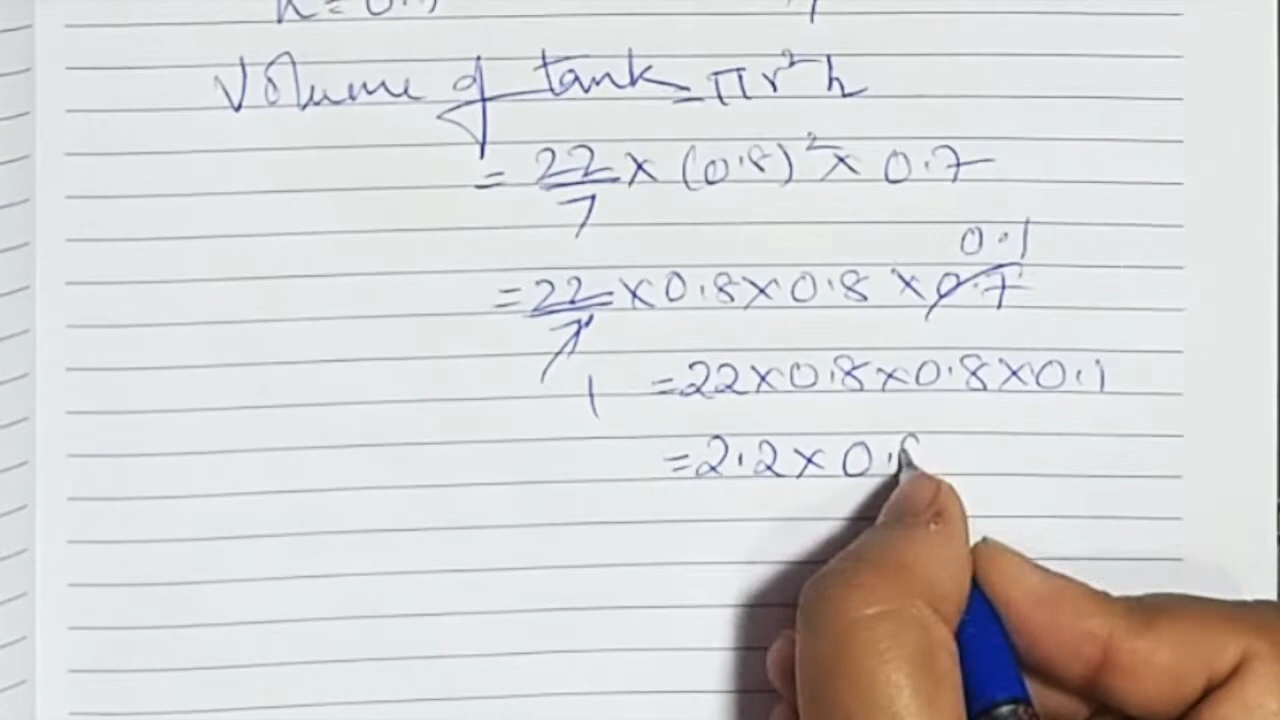 Volume of tank = πr²h
= 22/7 × (0.8)² × 0.7
0.1
= 22/7 × 0.8 × 0.8 × 0.7
1
= 22 × 0.8 × 0.8 × 0.1
= 2.2 × 0.